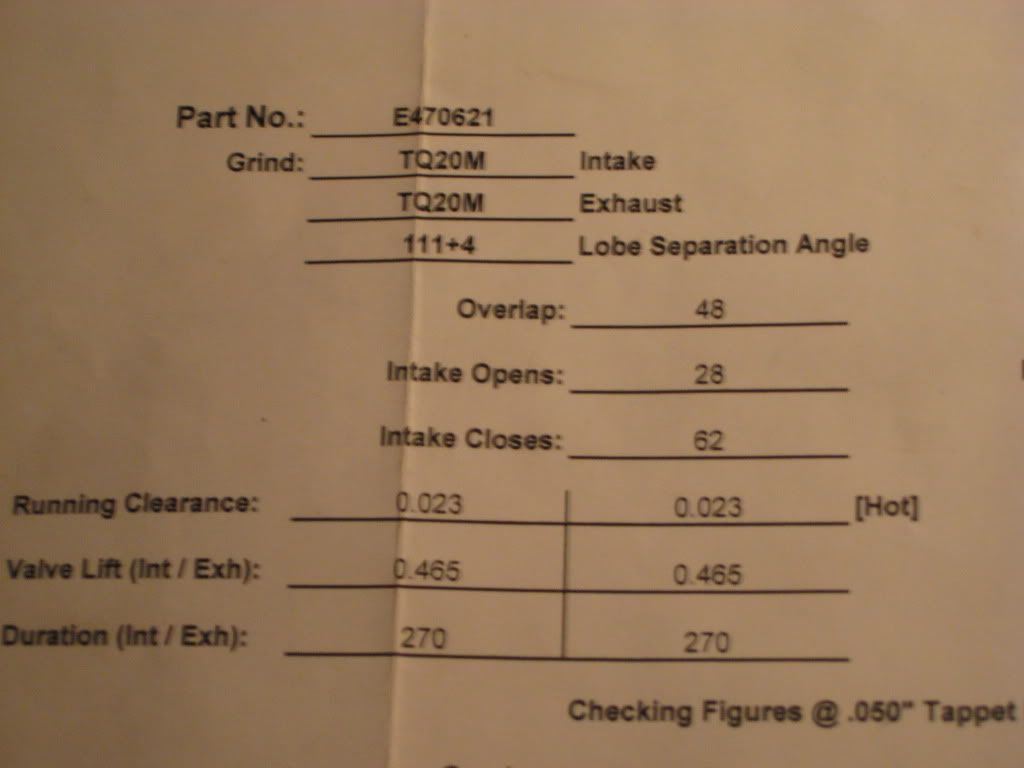 Part No.: E470621
Grind: TQ20M Intake
TQ20M Exhaust
111+4 Lobe Separation Angle
Overlap: 48
Intake Opens: 28
Intake Closes: 62
Running Clearance: 0.023 0.023 [Hot]
Valve Lift (Int / Exh): 0.465 0.465
Duration (Int / Exh): 270 270
Checking Figures @ .050" Tappet